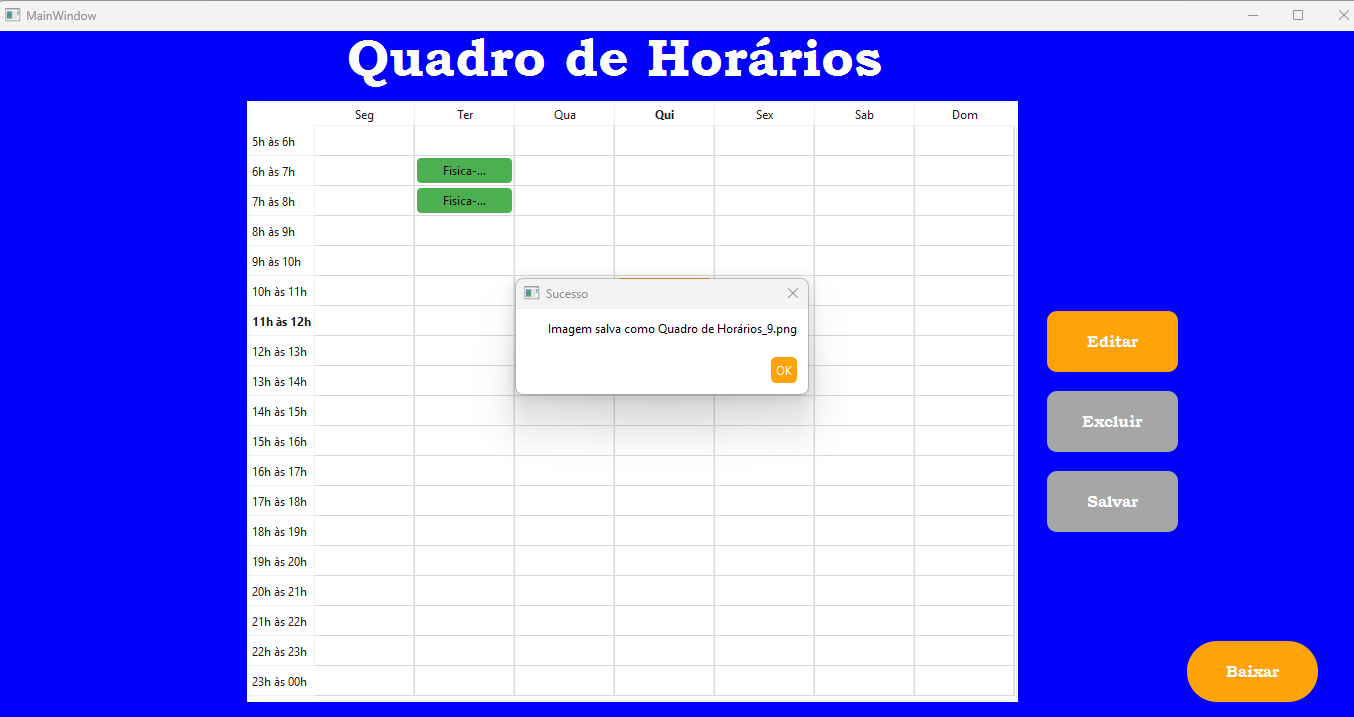 MainWindow
Quadro de Horários
Seg Ter Qua Qui Sex Sab Dom
5h às 6h
6h às 7h Fisica-...
7h às 8h Fisica-...
8h às 9h
9h às 10h
10h às 11h
Sucesso
11h às 12h
Imagem salva como Quadro de Horários_9.png
Editar
12h às 13h
OK
13h às 14h
14h às 15h
Excluir
15h às 16h
16h às 17h
17h às 18h
Salvar
18h às 19h
19h às 20h
20h às 21h
21h às 22h
22h às 23h
Baixar
23h às 00h